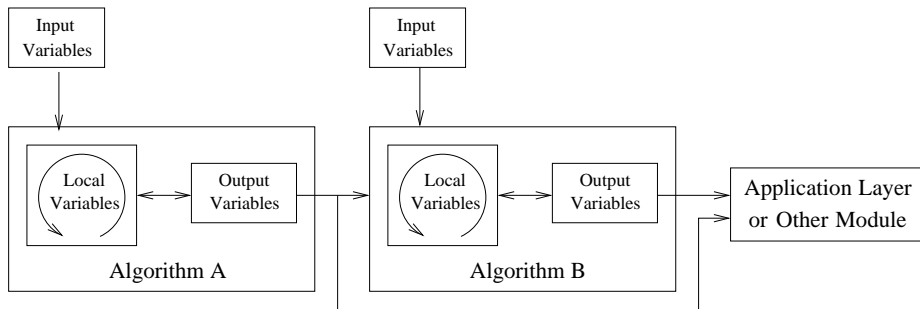 Input
Variables
Input
Variables
Local
Variables
Output
Variables
Algorithm A
Local
Variables
Output
Variables
Algorithm B
Application Layer
or Other Module